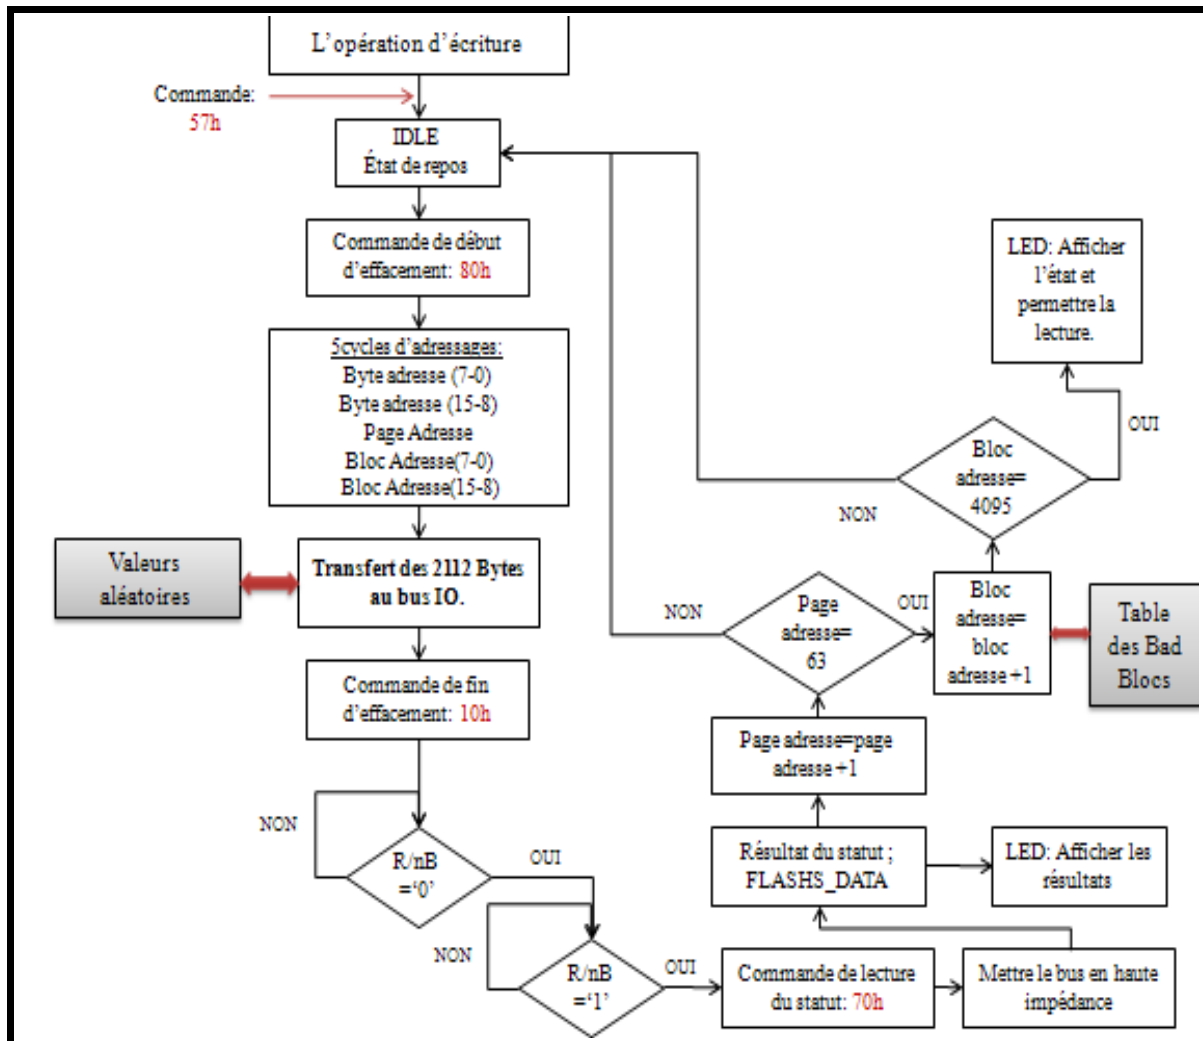 L'opération d'écriture
Commande:
57h
IDLE
État de repos
Commande de début
d'effacement: 80h
5cycles d'adressages:
Byte adresse (7-0)
Byte adresse (15-8)
Page Adresse
Bloc Adresse(7-0)
Bloc Adresse(15-8)
Valeurs
aléatoires
Transfert des 2112 Bytes
au bus IO.
Commande de fin
d'effacement: 10h
NON
R/nB
='0'
OUI
NON
R/nB
='1'
OUI
Commande de lecture
du statut: 70h
Mettre le bus en haute
impédance
Résultat du statut ;
FLASHS_DATA
LED: Afficher les
résultats
Page adresse=page
adresse +1
NON
Page
adresse=
63
OUI
Bloc
adresse=
bloc
adresse +1
Table
des Bad
Blocs
NON
Bloc
adresse=
4095
OUI
LED: Afficher
l'état et
permettre la
lecture.